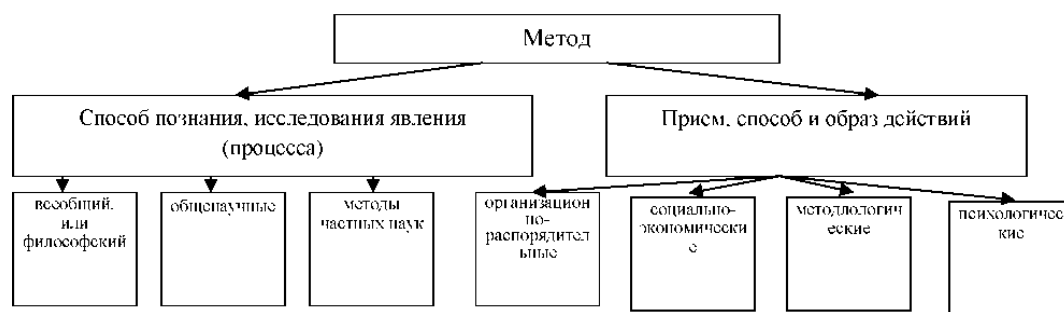 Метод
Способ познания, исследования явления
(процесса)
Прием, способ и образ действий
всеобщий,
или
философский
общенаучные
методы
частных наук
организацион
но-
распорядител
ьные
социально-
экономически
е
методлологич
еские
психологичес
кие